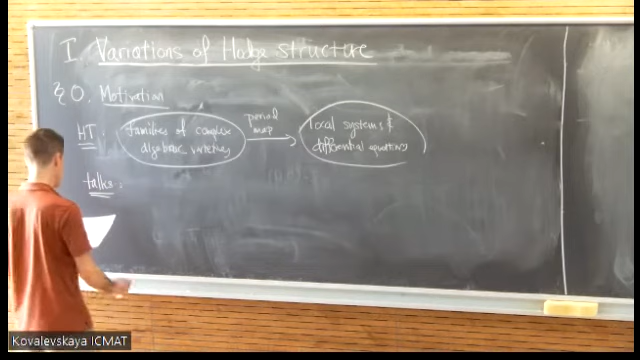 I. Variations of Hodge structure
§ 0. Motivation
HT: families of complex algebraic varieties
period map
local systems & differential equations
talks:
Kovalevskaya ICMAT